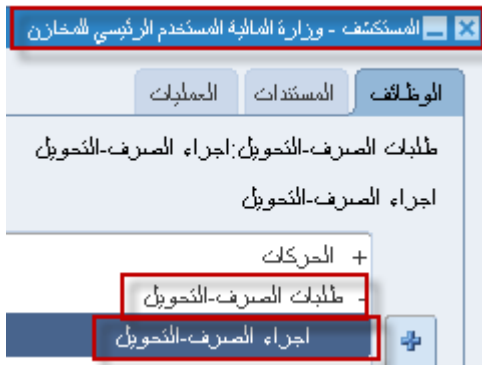 المستكشف - وزارة المالية المستخدم الرئيسي للمخازن
الوظائف المستندات العمليات
طلبات الصرف-التحويل:اجراء الصرف-التحويل
اجراء الصرف-التحويل
+ الحركات
- طلبات الصرف-التحويل
اجراء الصرف-التحويل